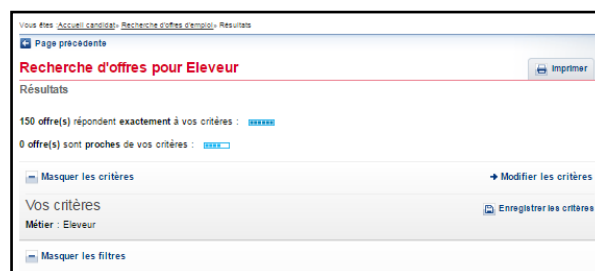 Vous êtes :Accueil candidat> Recherche d'offres d'emploi> Résultats
Page précédente
Recherche d'offres pour Eleveur
Imprimer
Résultats
150 offre(s) répondent exactement à vos critères :
0 offre(s) sont proches de vos critères :
Masquer les critères
Modifier les critères
Vos critères
Enregistrer les critères
Métier : Eleveur
Masquer les filtres